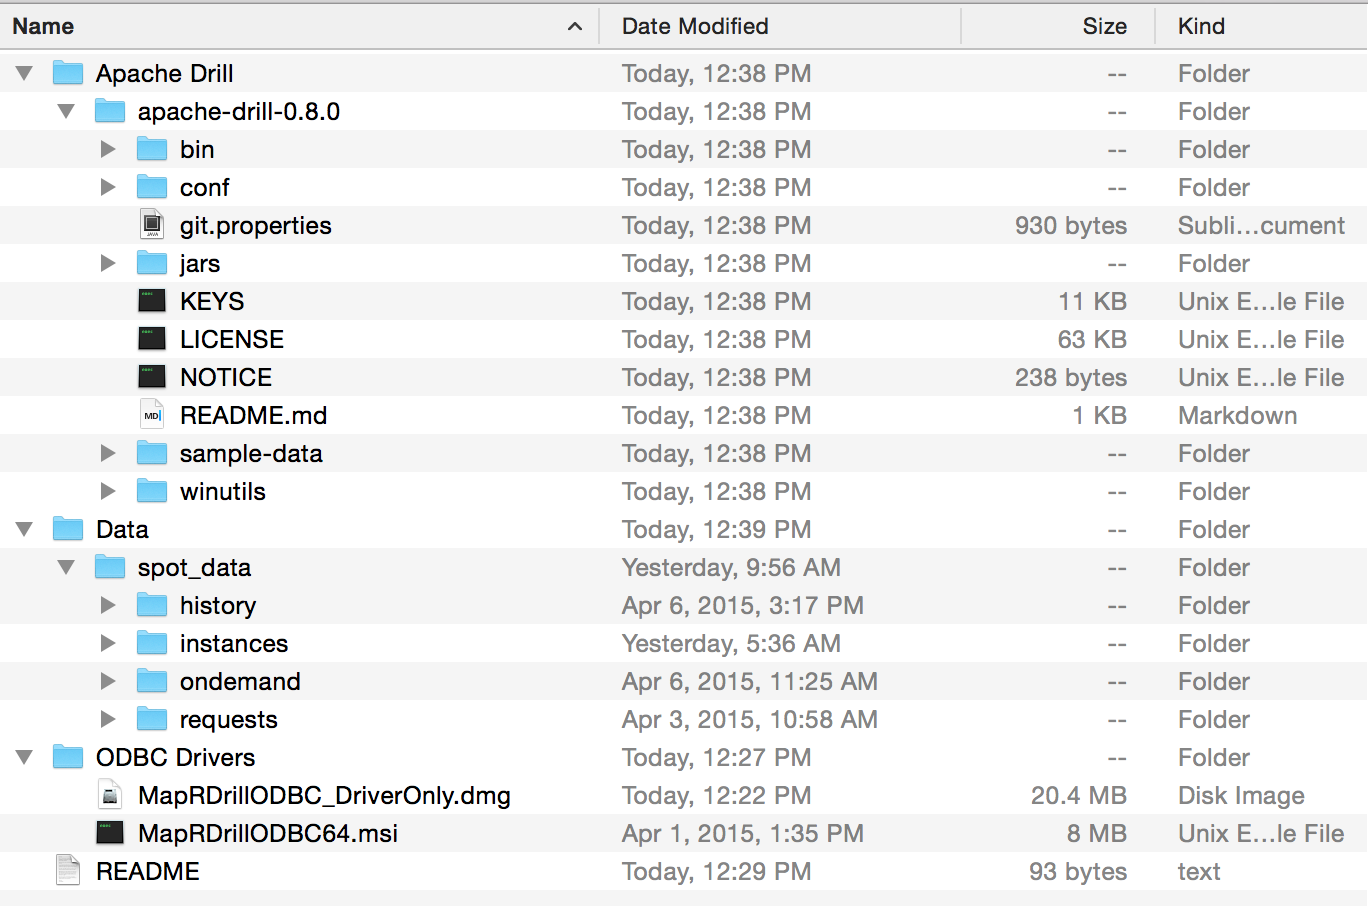 Name Date Modified Size Kind
Apache Drill Today, 12:38 PM -- Folder
apache-drill-0.8.0 Today, 12:38 PM -- Folder
bin Today, 12:38 PM -- Folder
conf Today, 12:38 PM -- Folder
git.properties Today, 12:38 PM 930 bytes Subli...cument
jars Today, 12:38 PM -- Folder
KEYS Today, 12:38 PM 11 KB Unix E...le File
LICENSE Today, 12:38 PM 63 KB Unix E...le File
NOTICE Today, 12:38 PM 238 bytes Unix E...le File
README.md Today, 12:38 PM 1 KB Markdown
sample-data Today, 12:38 PM -- Folder
winutils Today, 12:38 PM -- Folder
Data Today, 12:39 PM -- Folder
spot_data Yesterday, 9:56 AM -- Folder
history Apr 6, 2015, 3:17 PM -- Folder
instances Yesterday, 5:36 AM -- Folder
ondemand Apr 6, 2015, 11:25 AM -- Folder
requests Apr 3, 2015, 10:58 AM -- Folder
ODBC Drivers Today, 12:27 PM -- Folder
MapRDrillODBC_DriverOnly.dmg Today, 12:22 PM 20.4 MB Disk Image
MapRDrillODBC64.msi Apr 1, 2015, 1:35 PM 8 MB Unix E...le File
README Today, 12:29 PM 93 bytes text